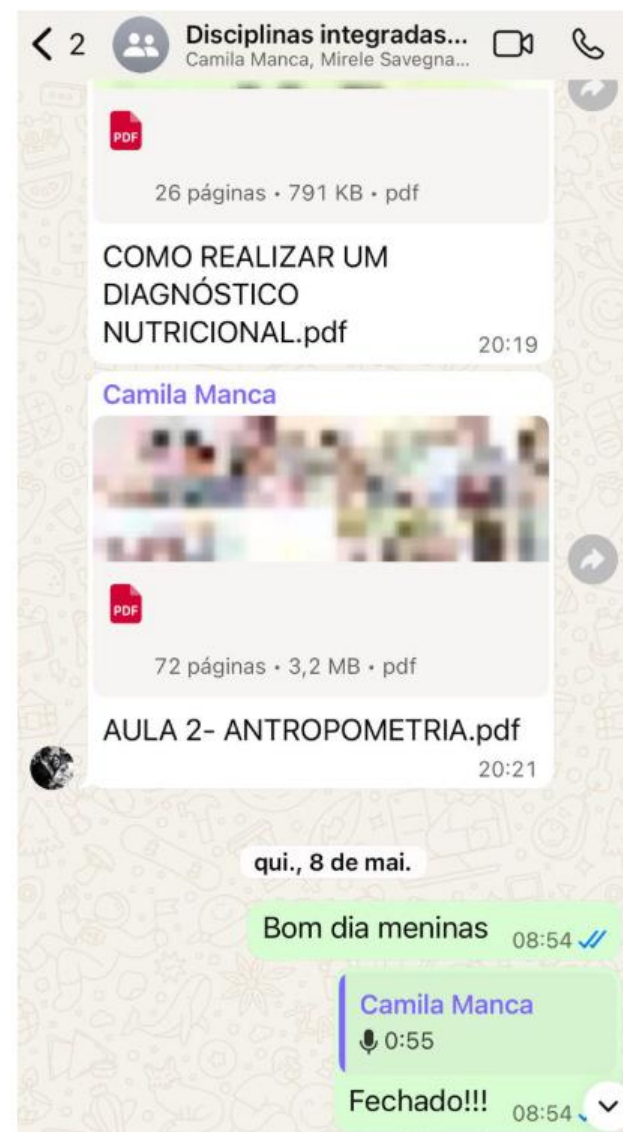 2
Disciplinas integradas...
Camila Manca, Mirele Savegna...
PDF
26 páginas • 791 KB • pdf
COMO REALIZAR UM
DIAGNÓSTICO
NUTRICIONAL.pdf
20:19
Camila Manca
PDF
72 páginas • 3,2 MB • pdf
AULA 2- ANTROPOMETRIA.pdf
20:21
qui., 8 de mai.
Bom dia meninas 08:54
Camila Manca
0:55
Fechado!!! 08:54